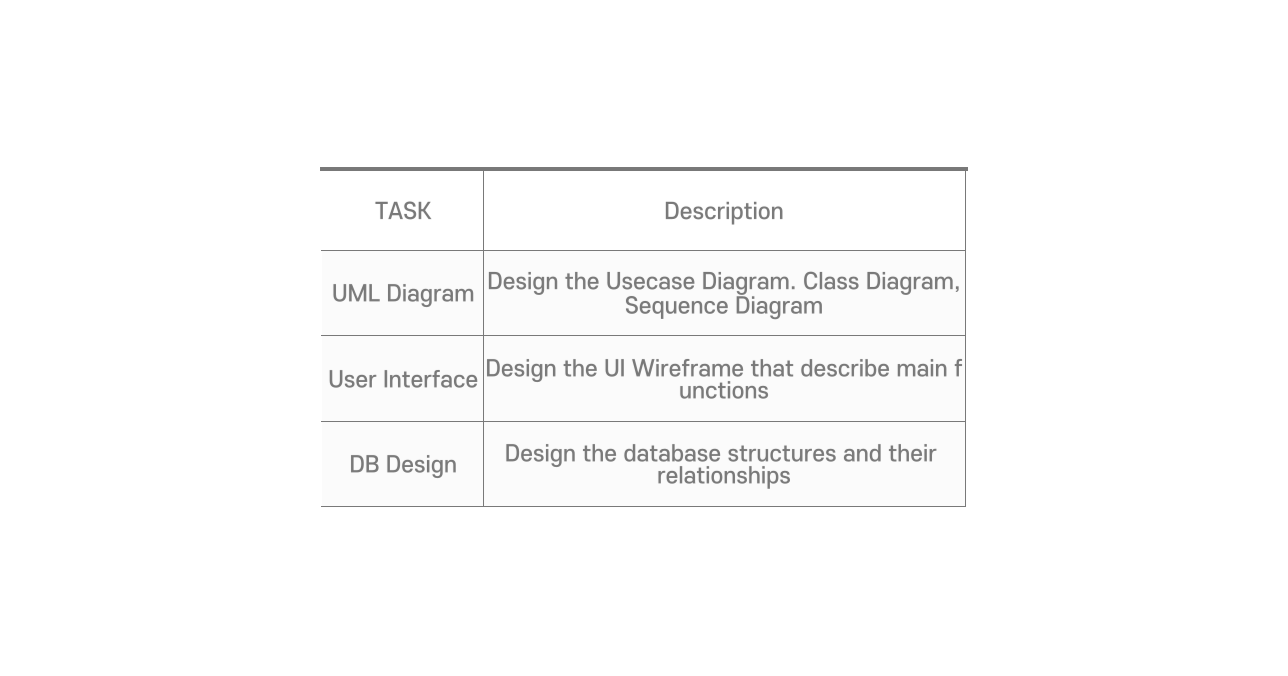 TASK
Description
UML Diagram
Design the Usecase Diagram. Class Diagram,
Sequence Diagram
User Interface
Design the UI Wireframe that describe main f
unctions
DB Design
Design the database structures and their
relationships